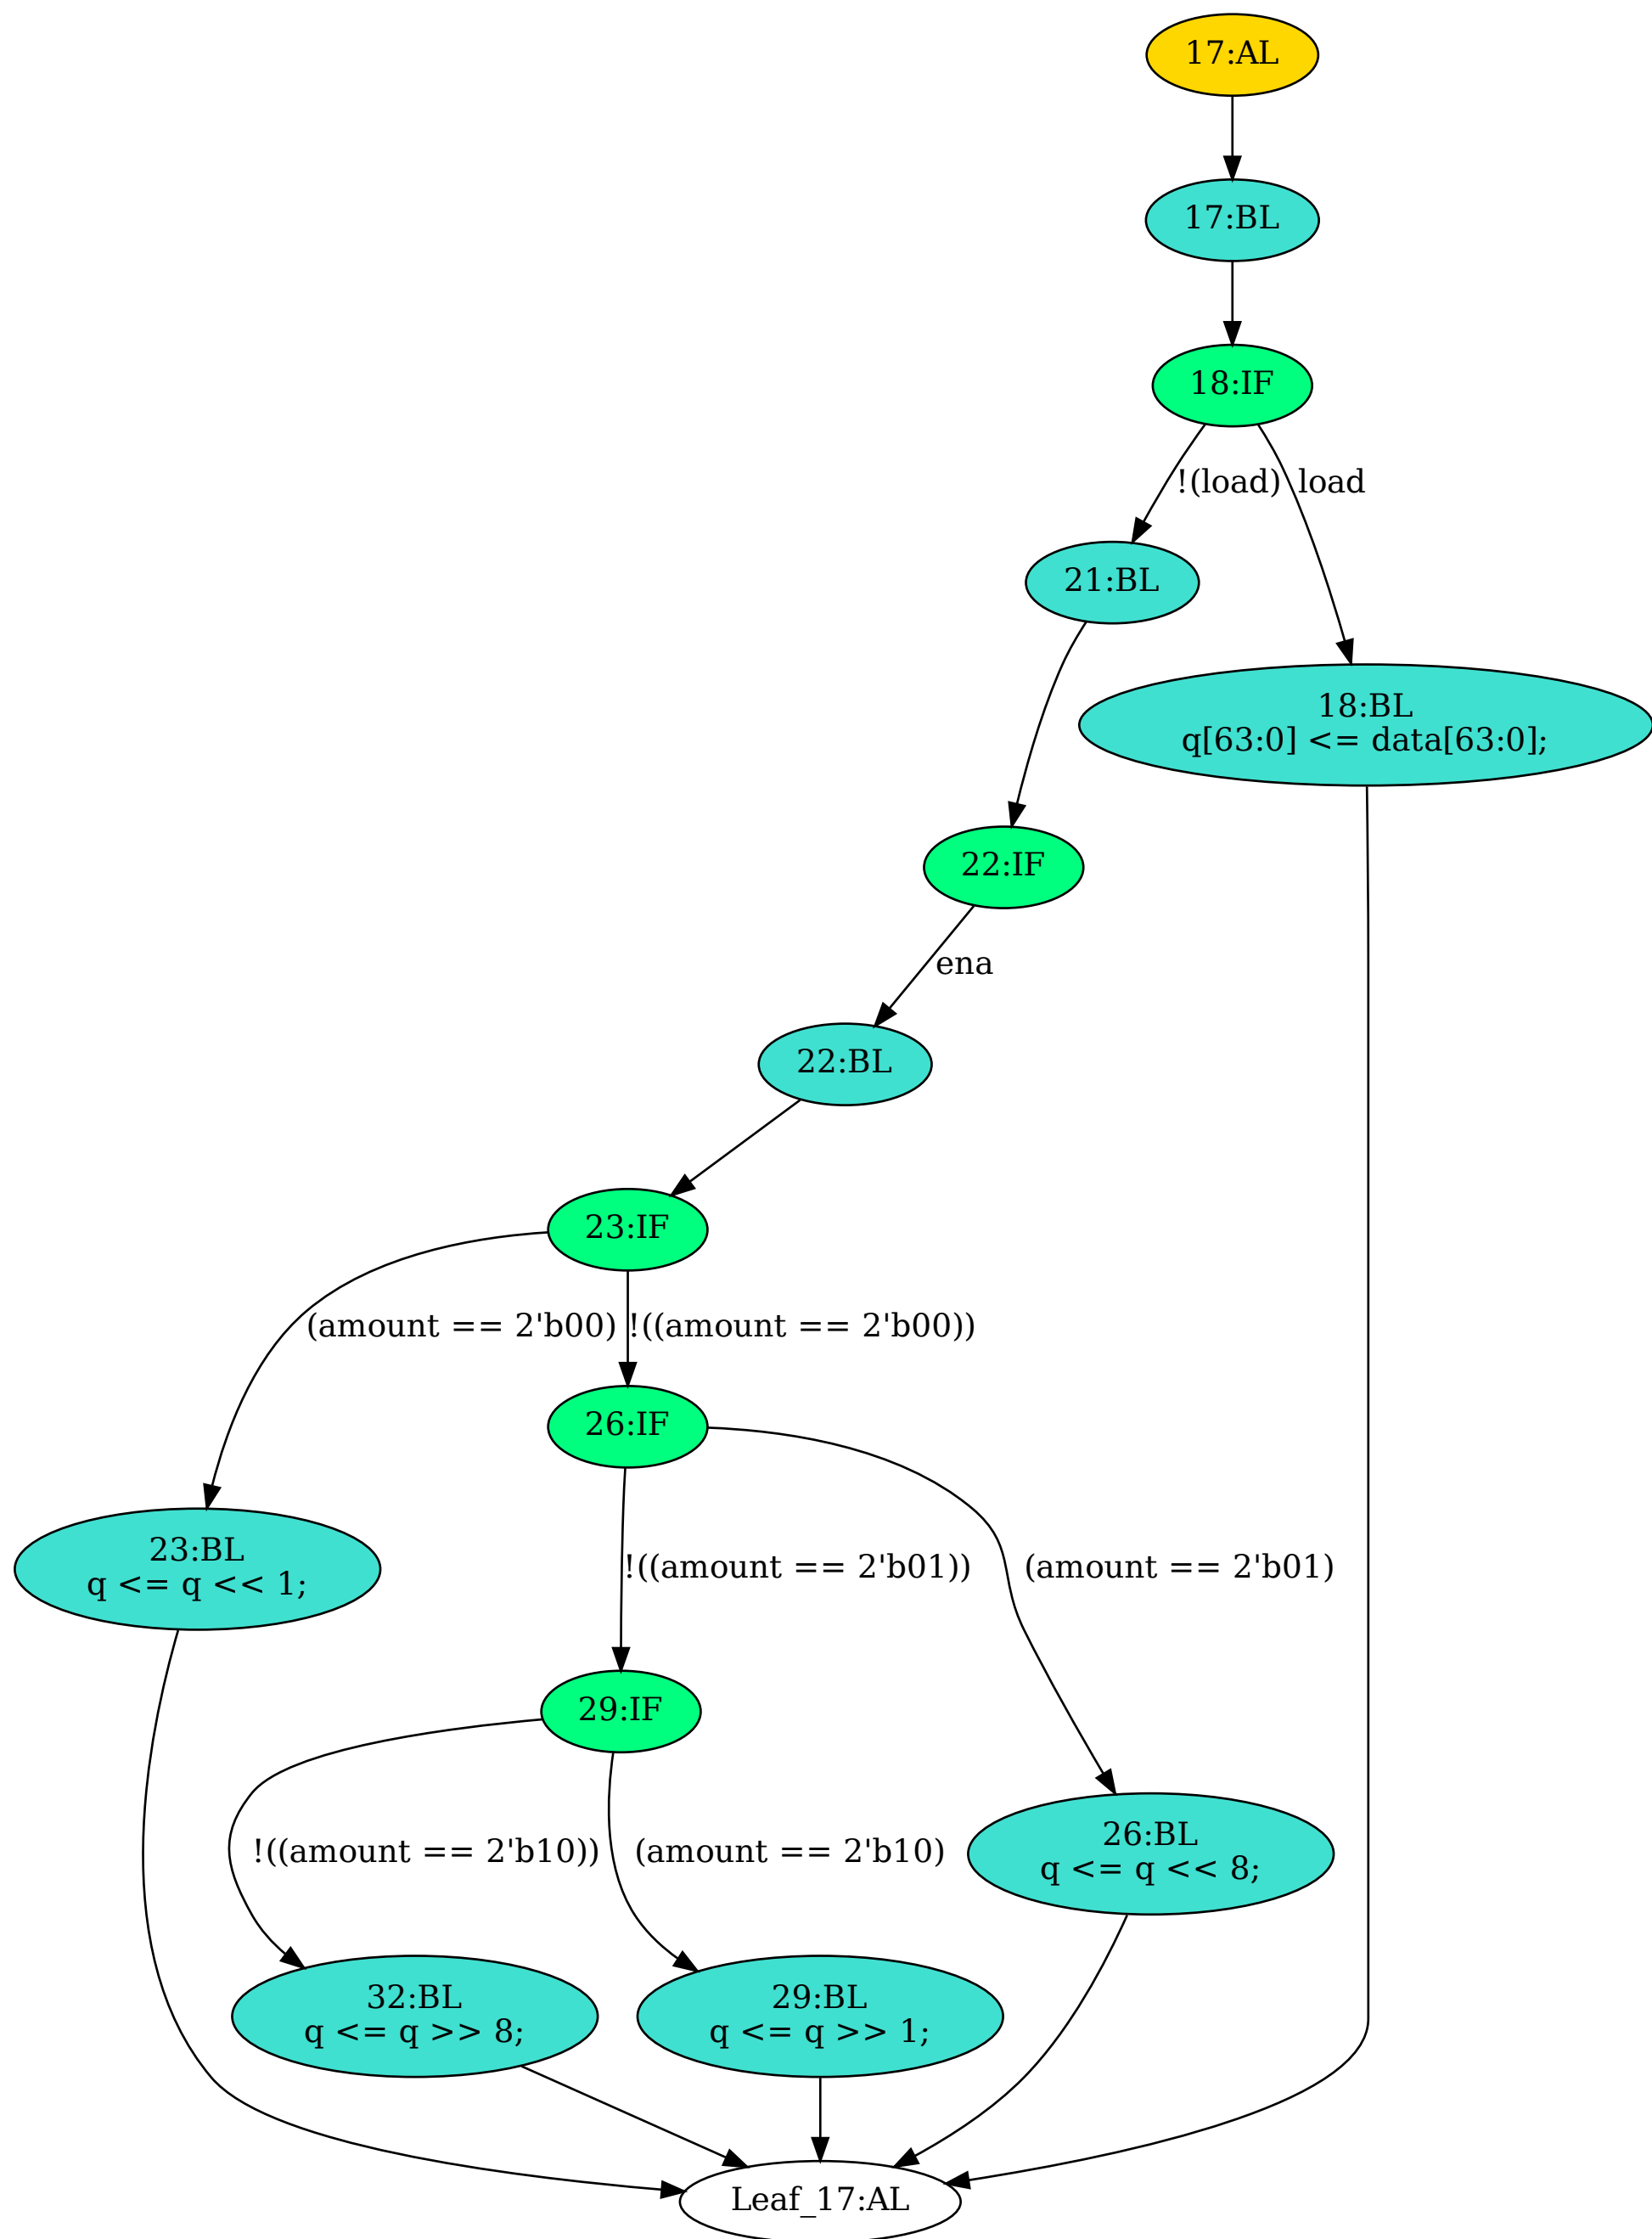 17:AL
17:BL
18:IF
!(load)
load
21:BL
18:BL
q[63:0] <= data[63:0];
22:IF
ena
22:BL
23:IF
(amount == 2'b00)
!((amount == 2'b00))
26:IF
23:BL
q <= q << 1;
!((amount == 2'b01))
(amount == 2'b01)
29:IF
!((amount == 2'b10))
(amount == 2'b10)
26:BL
q <= q << 8;
32:BL
q <= q >> 8;
29:BL
q <= q >> 1;
Leaf_17:AL